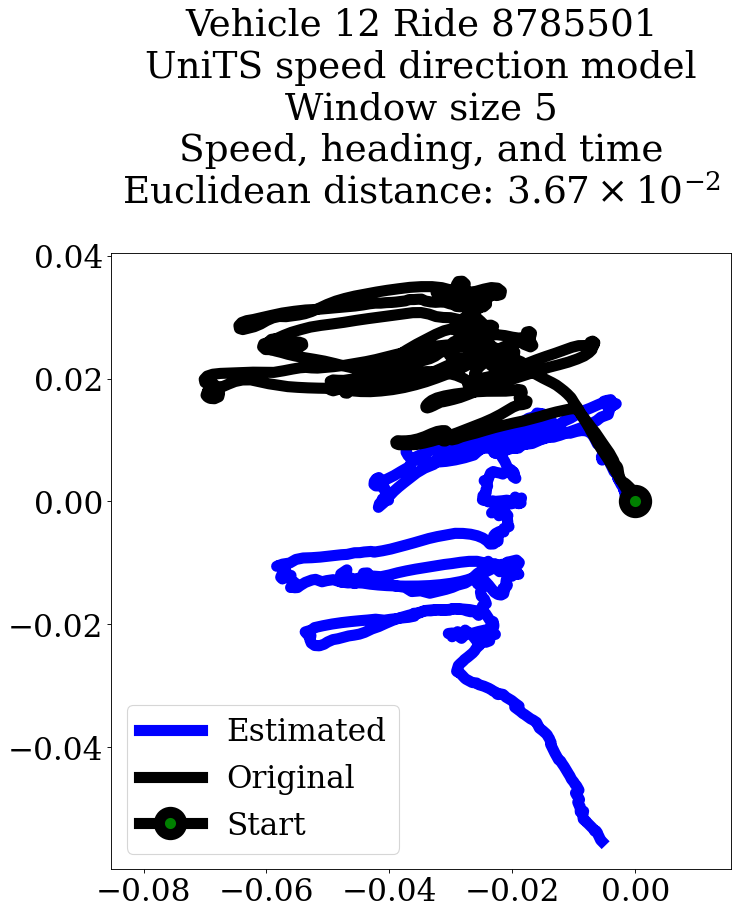 Vehicle 12 Ride 8785501
UniTS speed direction model
Window size 5
Speed, heading, and time
Euclidean distance: 3.67 × 10⁻²
0.04
0.02
0.00
−0.02
−0.04
Estimated
Original
Start
−0.08 −0.06 −0.04 −0.02 0.00